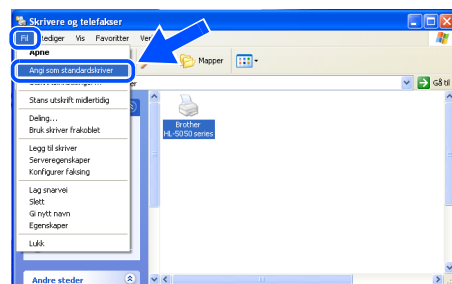 Skrivere og telefakser
Fil Rediger Vis Favoritter
Mapper
Gå til
Åpne
Angi som standardskriver
Stans utskrift midlertidig
Deling...
Bruk skriver frakoblet
Legg til skriver
Serveregenskaper
Konfigurer faksing
Lag snarvei
Slett
Gi nytt navn
Egenskaper
Lukk
Brother
HL-5050 series
Andre steder